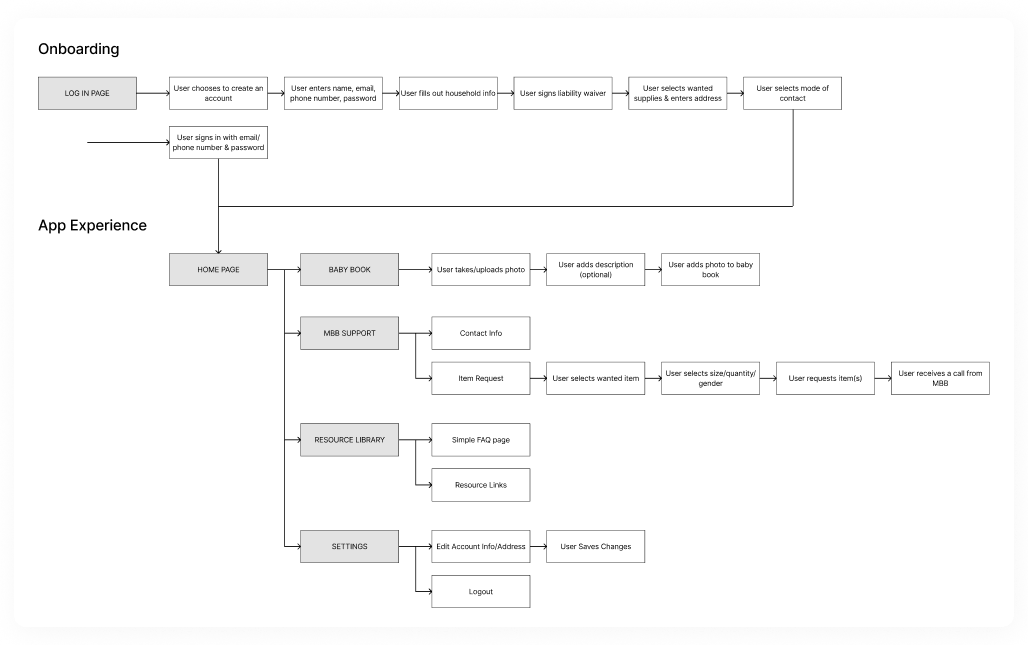 Onboarding
LOG IN PAGE
User chooses to create an
account
User enters name, email,
phone number, password
User fills out household info
User signs liability waiver
User selects wanted
supplies & enters address
User selects mode of
contact
User signs in with email/
phone number & password
App Experience
HOME PAGE
BABY BOOK
User takes/uploads photo
User adds description
(optional)
User adds photo to baby
book
MBB SUPPORT
Contact Info
Item Request
User selects wanted item
User selects size/quantity/
gender
User requests item(s)
User receives a call from
MBB
RESOURCE LIBRARY
Simple FAQ page
Resource Links
SETTINGS
Edit Account Info/Address
User Saves Changes
Logout